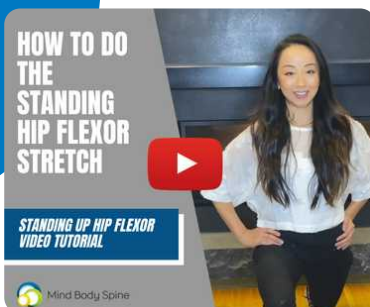 HOW TO DO
THE
STANDING
HIP FLEXOR
STRETCH
STANDING UP HIP FLEXOR
VIDEO TUTORIAL
Mind Body Spine